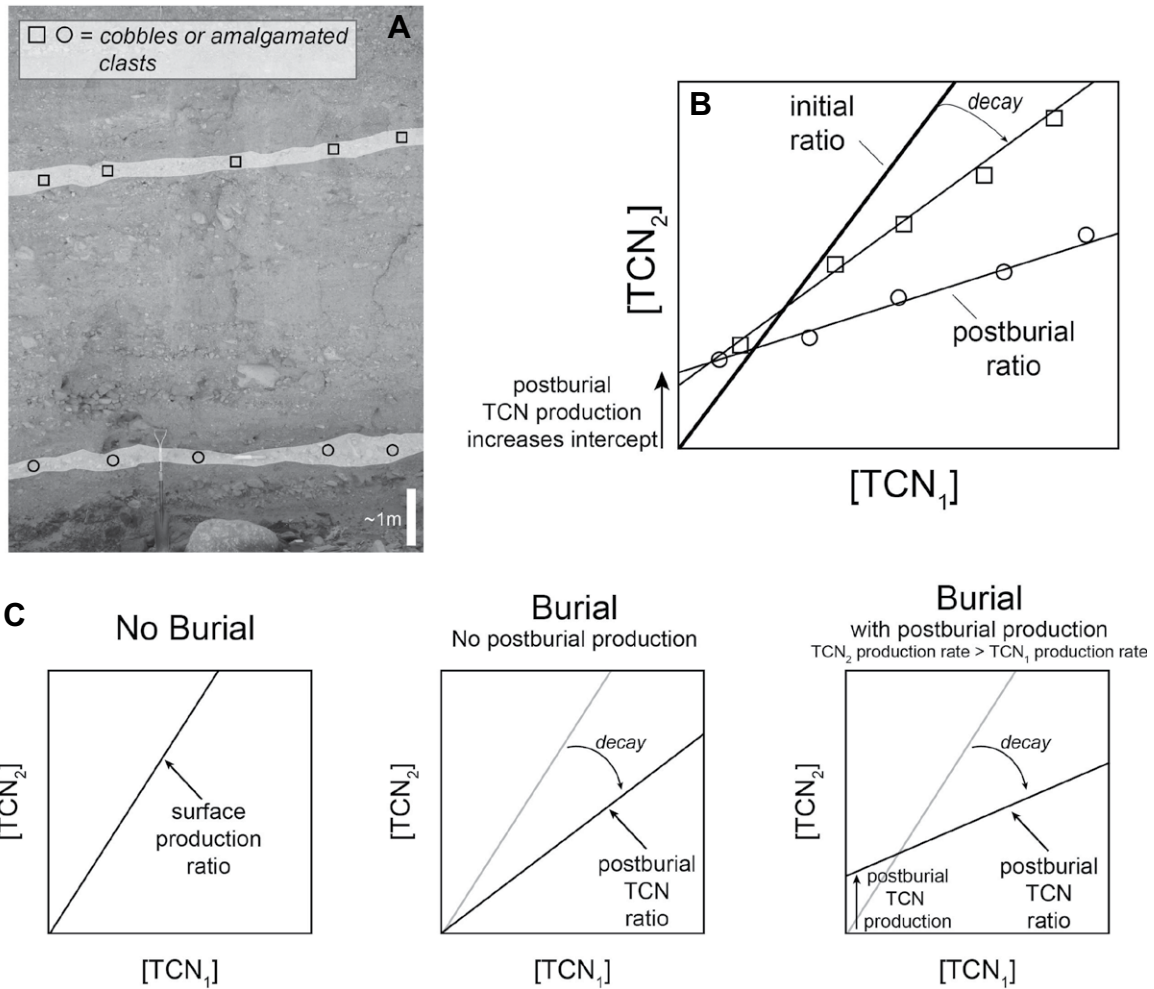 A
□ ○ = cobbles or amalgamated
clasts
~1m
B
initial
ratio
decay
[TCN₂]
postburial
ratio
postburial
TCN production
increases intercept
[TCN₁]
C
No Burial
[TCN₂]
surface
production
ratio
[TCN₁]
Burial
No postburial production
[TCN₂]
decay
postburial
TCN
ratio
[TCN₁]
Burial
with postburial production
TCN₂ production rate > TCN₁ production rate
[TCN₂]
decay
postburial
TCN
production
postburial
TCN
ratio
[TCN₁]